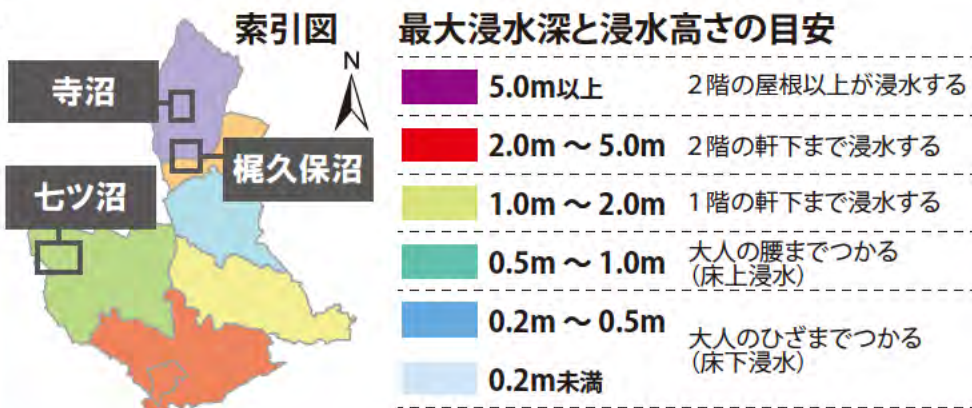 索引図
N
寺沼
梶久保沼
七ツ沼
最大浸水深と浸水高さの目安
5.0m以上 2階の屋根以上が浸水する
2.0m ～ 5.0m 2階の軒下まで浸水する
1.0m ～ 2.0m 1階の軒下まで浸水する
0.5m ～ 1.0m 大人の腰までつかる
(床上浸水)
0.2m ～ 0.5m
大人のひざまでつかる
(床下浸水)
0.2m未満